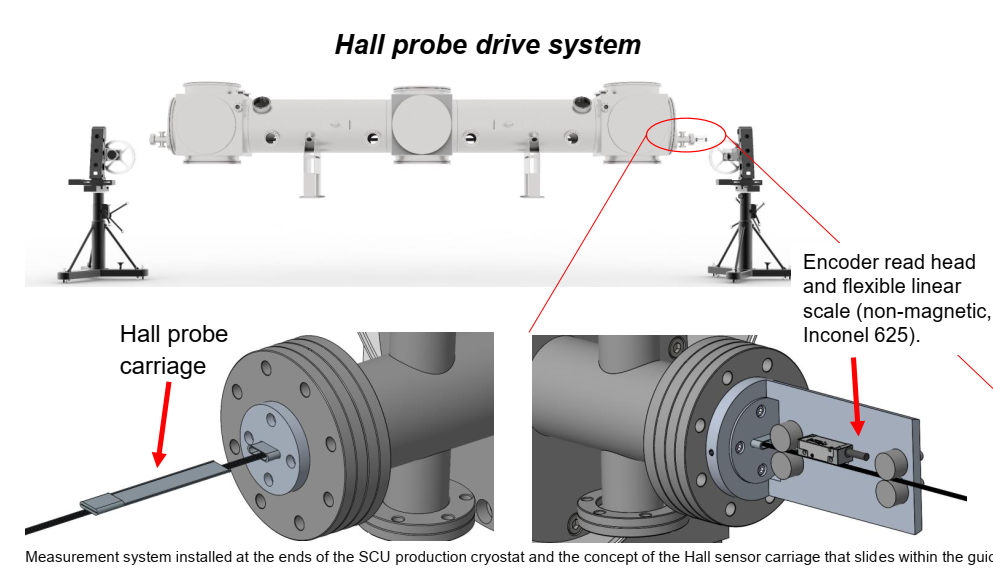 Hall probe drive system
Encoder read head
and flexible linear
scale (non-magnetic,
Inconel 625).
Hall probe
carriage
Measurement system installed at the ends of the SCU production cryostat and the concept of the Hall sensor carriage that slides within the